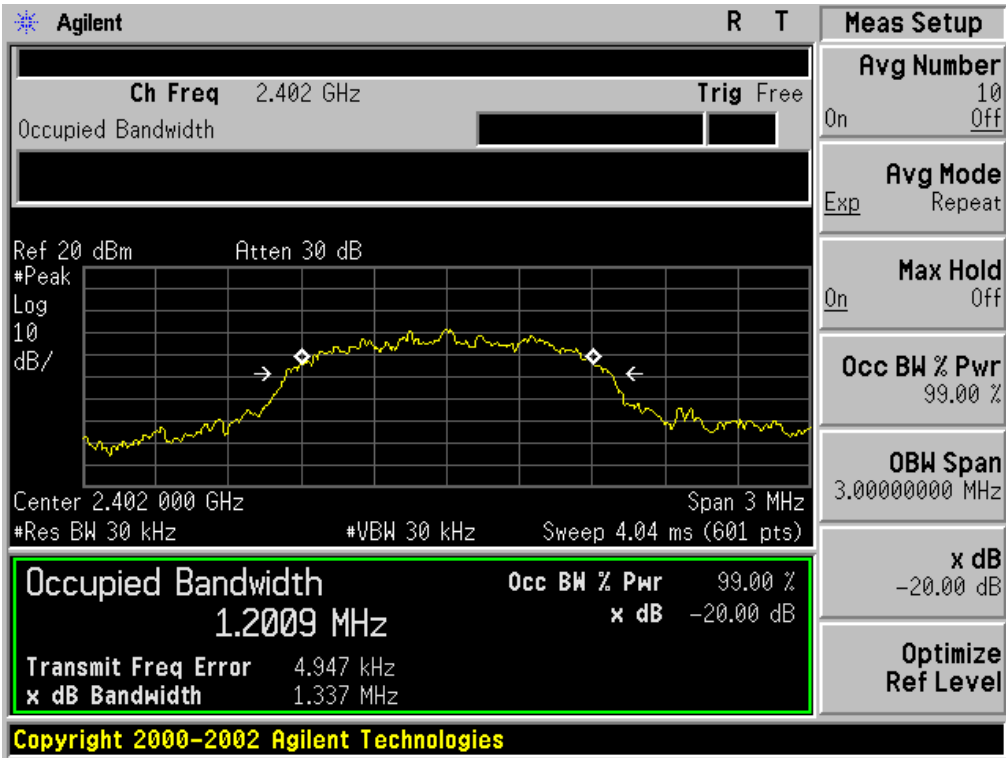 Agilent R T
Ch Freq 2.402 GHz Trig Free
Occupied Bandwidth
Ref 20 dBm Atten 30 dB
#Peak
Log
10
dB/
Center 2.402 000 GHz Span 3 MHz
#Res BW 30 kHz #VBW 30 kHz Sweep 4.04 ms (601 pts)
Occupied Bandwidth Occ BW % Pwr 99.00 %
1.2009 MHz x dB -20.00 dB
Transmit Freq Error 4.947 kHz
x dB Bandwidth 1.337 MHz
Copyright 2000-2002 Agilent Technologies
Meas Setup
Avg Number
10
On Off
Avg Mode
Exp Repeat
Max Hold
On Off
Occ BW % Pwr
99.00 %
OBW Span
3.00000000 MHz
x dB
-20.00 dB
Optimize
Ref Level